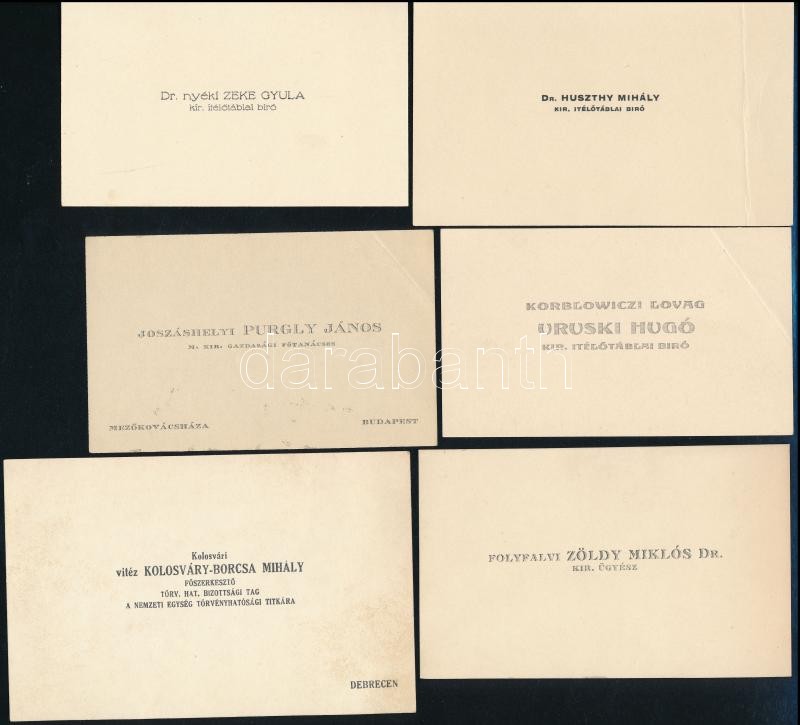 Dr. nyéki ZEKE GYULA
kir. itélőtáblai biró
DR. HUSZTHY MIHÁLY
KIR. ITÉLŐTÁBLAI BIRÓ
JOSZÁSHELYI PURGLY JÁNOS
M. KIR. GAZDASÁGI FŐTANÁCSOS
MEZŐKOVÁCSHÁZA BUDAPEST
KORBLOWICZI LOVAG
ORUSKI HUGÓ
KIR. ITÉLŐTÁBLAI BIRÓ
darabanth
Kolosvári
vitéz KOLOSVÁRY-BORCSA MIHÁLY
FŐSZERKESZTŐ
TÖRV. HAT. BIZOTTSÁGI TAG
A NEMZETI EGYSÉG TÖRVÉNYHATÓSÁGI TITKÁRA
DEBRECEN
FOLYFALVI ZÖLDY MIKLÓS DR.
KIR. ÜGYÉSZ